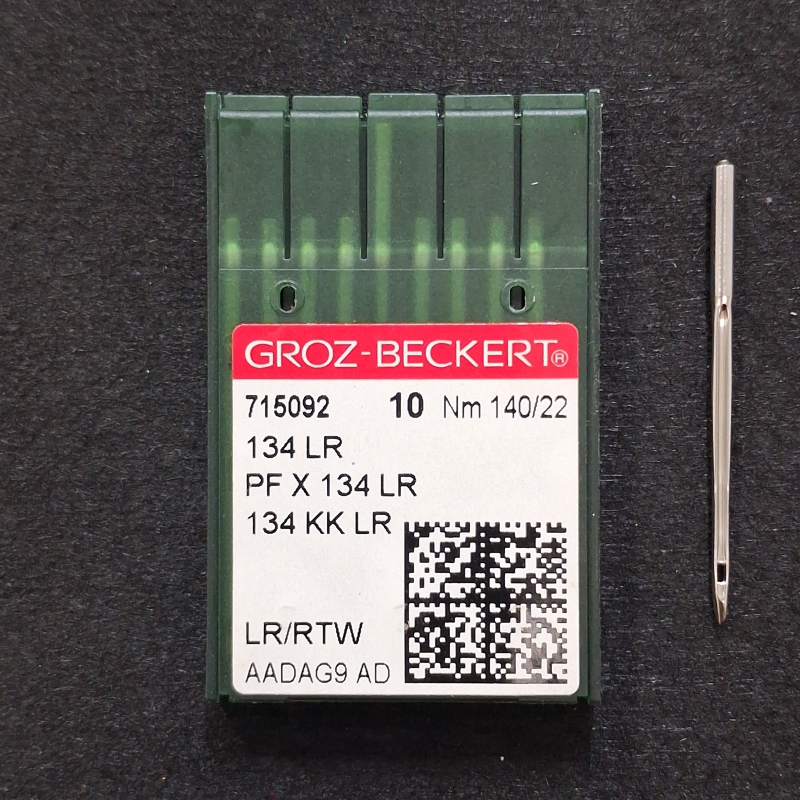 GROZ-BECKERT®
715092 10 Nm 140/22
134 LR
PF X 134 LR
134 KK LR
LR/RTW
AADAG9 AD